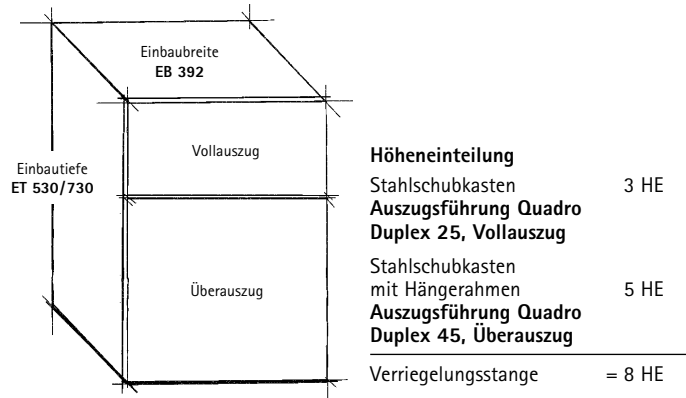 Einbaubreite
EB 392
Vollauszug
Einbautiefe
ET 530/730
Überauszug
Höheneinteilung
Stahlschubkasten 3 HE
Auszugsführung Quadro
Duplex 25, Vollauszug
Stahlschubkasten
mit Hängerahmen 5 HE
Auszugsführung Quadro
Duplex 45, Überauszug
Verriegelungsstange = 8 HE